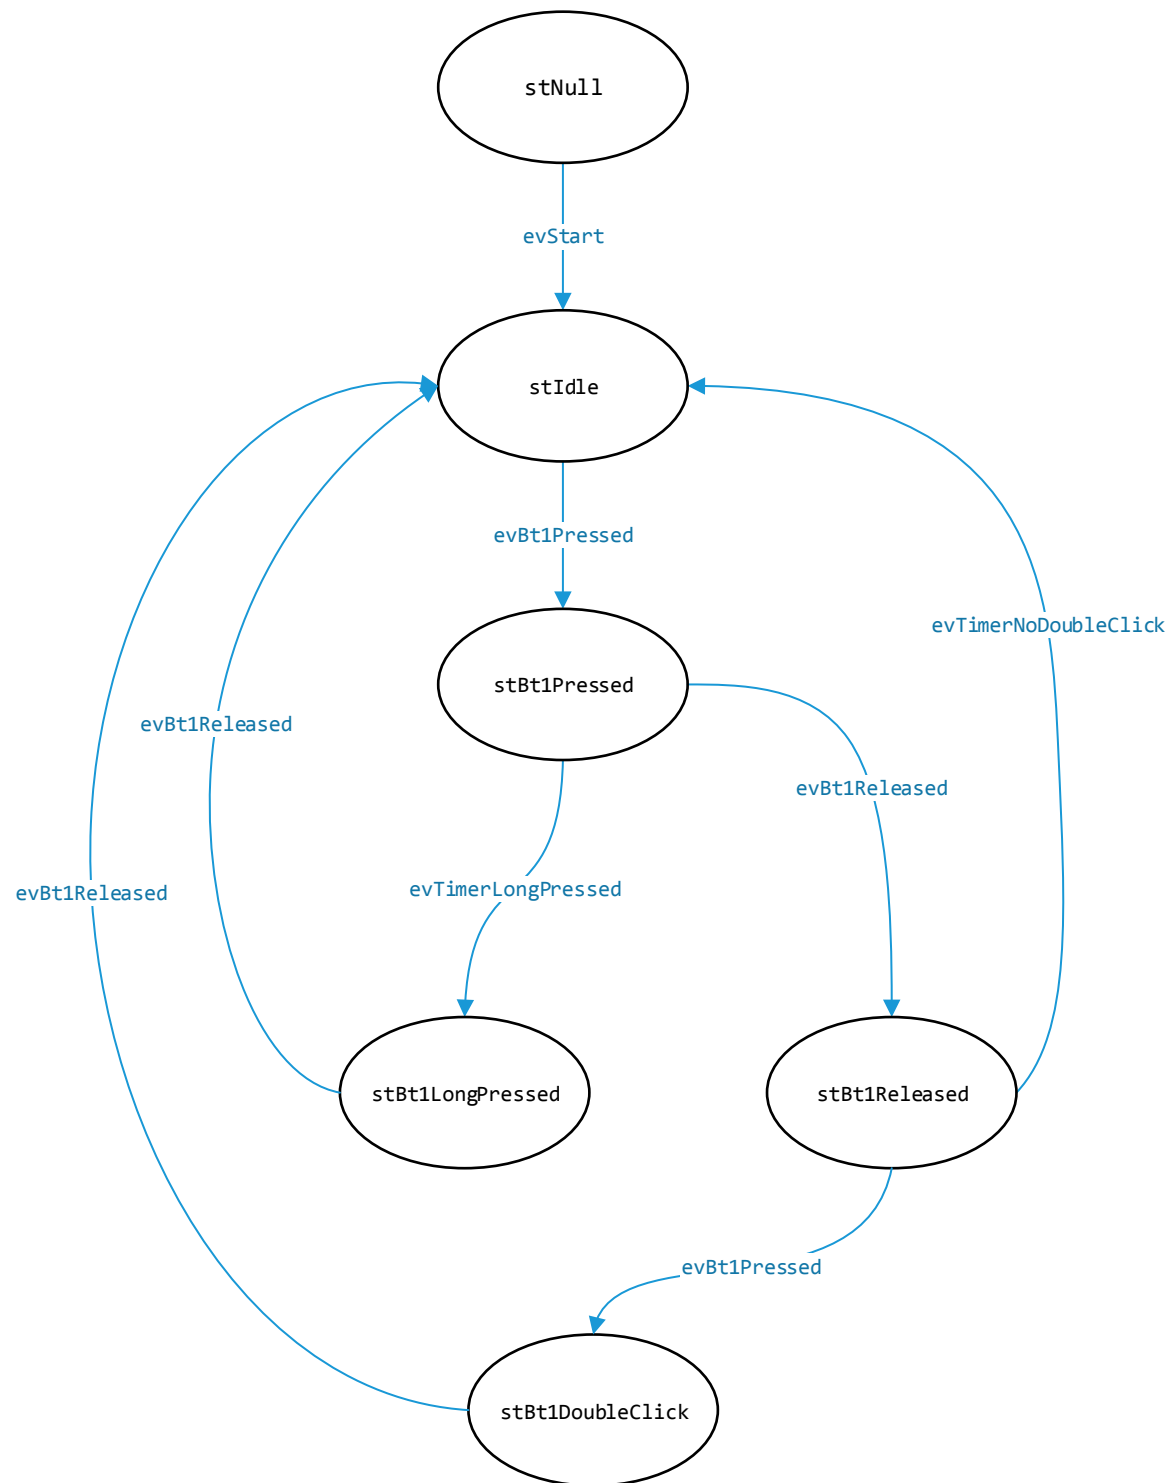 stNull
evStart
stIdle
evBt1Pressed
evTimerNoDoubleClick
stBt1Pressed
evBt1Released
evBt1Released
evTimerLongPressed
evBt1Released
stBt1LongPressed
stBt1Released
evBt1Pressed
stBt1DoubleClick